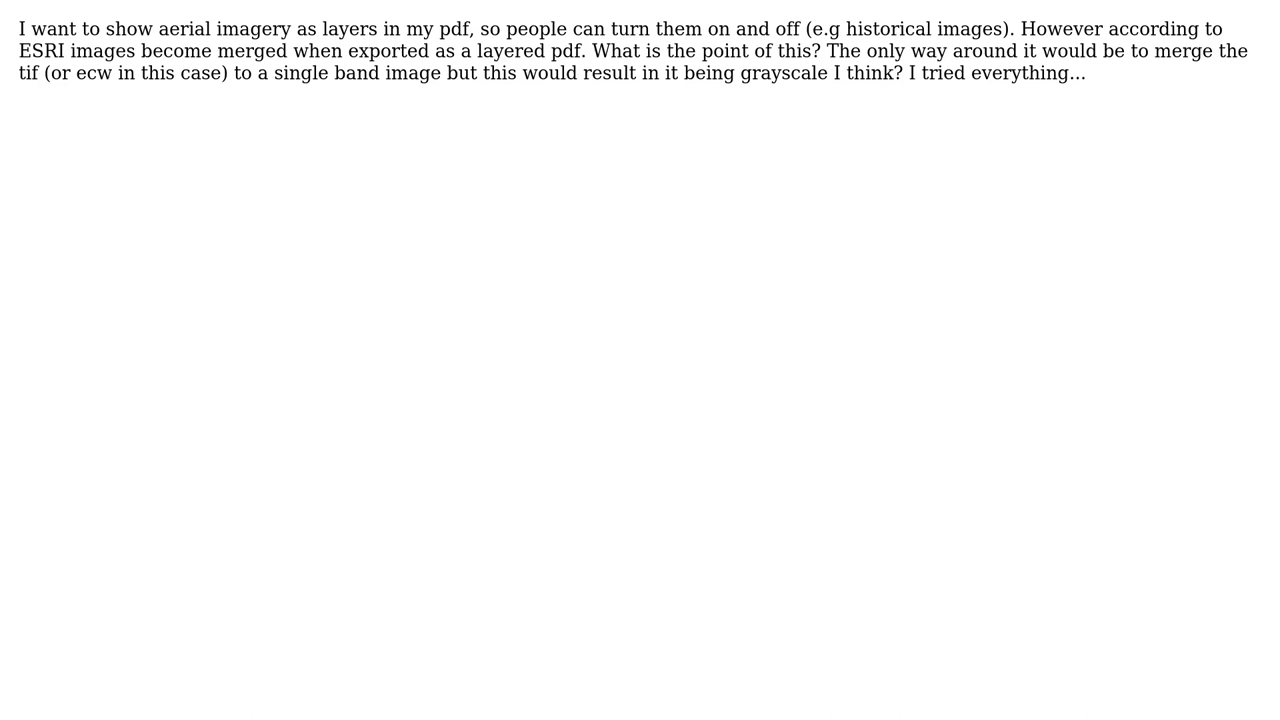 I want to show aerial imagery as layers in my pdf, so people can turn them on and off (e.g historical images). However according to
ESRI images become merged when exported as a layered pdf. What is the point of this? The only way around it would be to merge the
tif (or ecw in this case) to a single band image but this would result in it being grayscale I think? I tried everything...